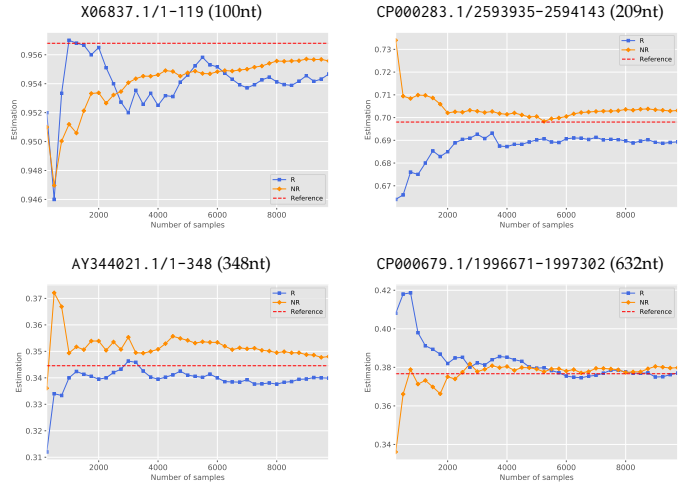 X06837.1/1-119 (100nt)
0.956
0.954
0.952
0.950
0.948
0.946
Estimation
R
NR
Reference
2000
4000
6000
8000
Number of samples
CP000283.1/2593935-2594143 (209nt)
0.73
0.72
0.71
0.70
0.69
0.68
0.67
Estimation
R
NR
Reference
2000
4000
6000
8000
Number of samples
AY344021.1/1-348 (348nt)
0.37
0.36
0.35
0.34
0.33
0.32
0.31
Estimation
R
NR
Reference
2000
4000
6000
8000
Number of samples
CP000679.1/1996671-1997302 (632nt)
0.42
0.40
0.38
0.36
0.34
Estimation
R
NR
Reference
2000
4000
6000
8000
Number of samples